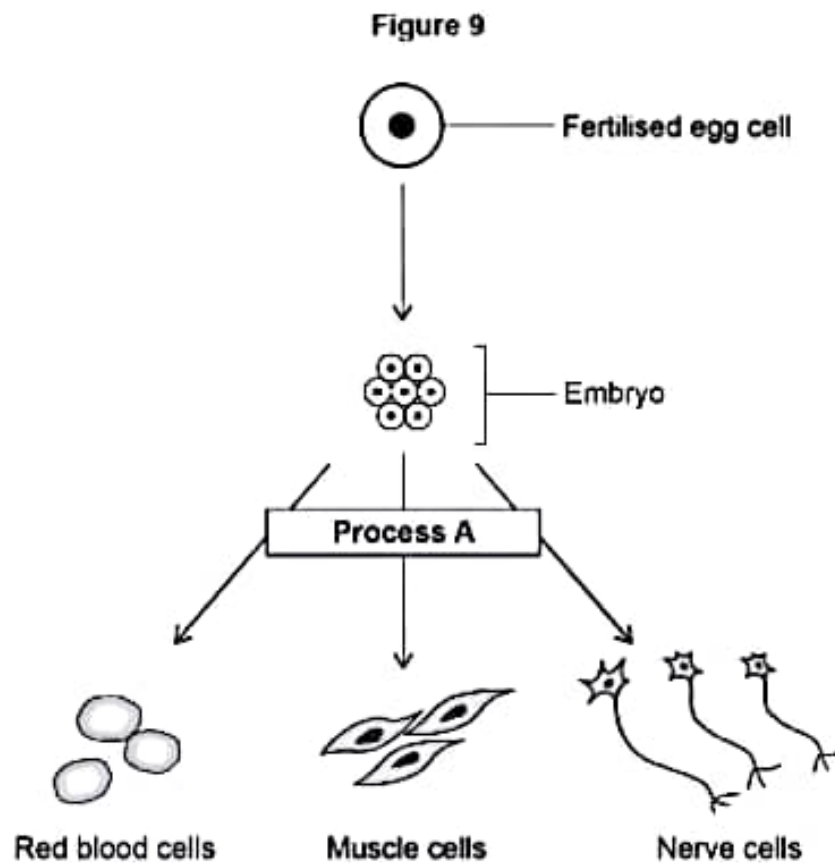 Figure 9
Fertilised egg cell
Embryo
Process A
Red blood cells
Muscle cells
Nerve cells